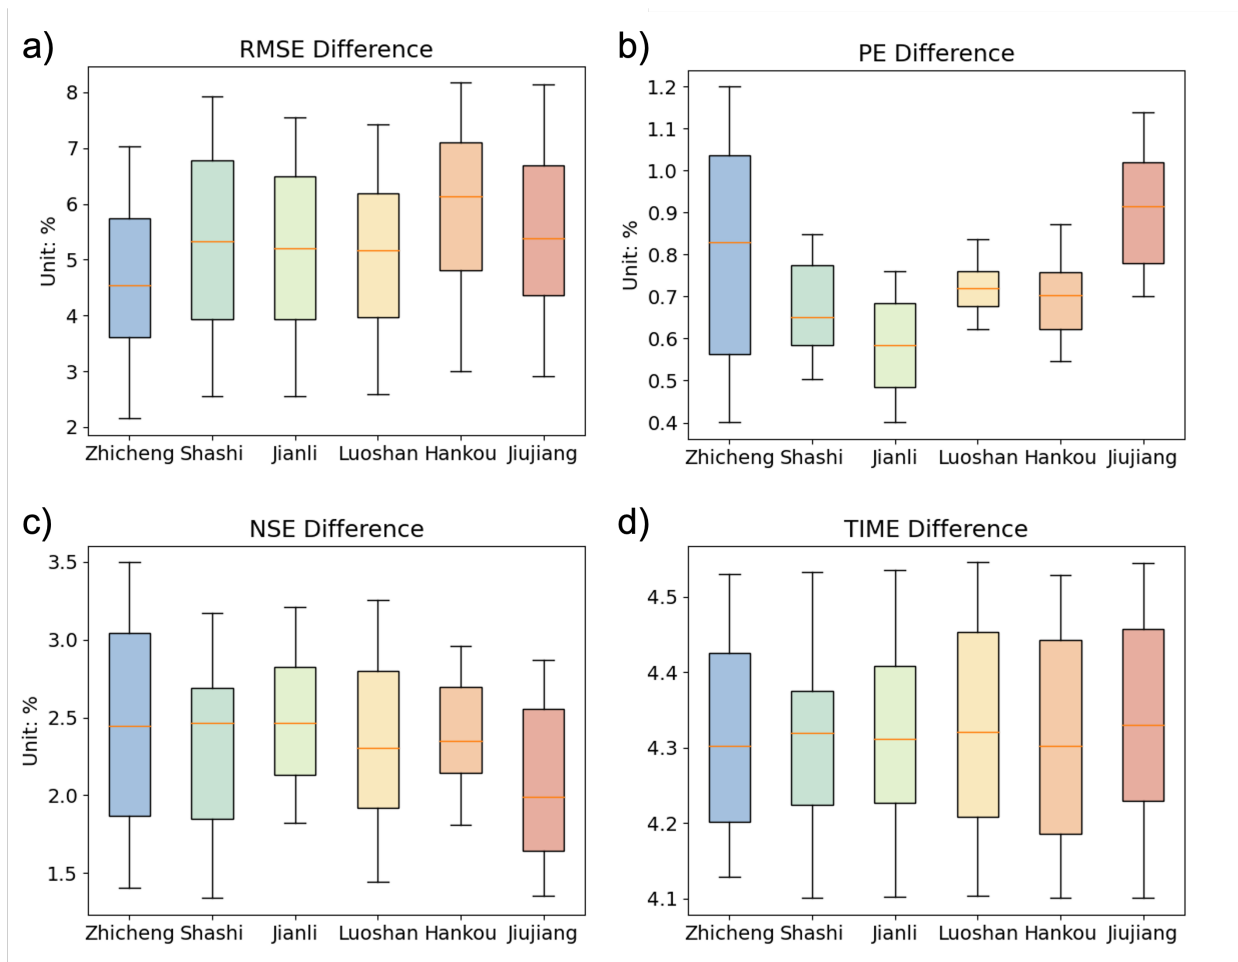 a)
RMSE Difference
Unit: %
8
7
6
5
4
3
2
Zhicheng Shashi Jianli Luoshan Hankou Jiujiang
b)
PE Difference
Unit: %
1.2
1.1
1.0
0.9
0.8
0.7
0.6
0.5
0.4
Zhicheng Shashi Jianli Luoshan Hankou Jiujiang
c)
NSE Difference
Unit: %
3.5
3.0
2.5
2.0
1.5
Zhicheng Shashi Jianli Luoshan Hankou Jiujiang
d)
TIME Difference
4.5
4.4
4.3
4.2
4.1
Zhicheng Shashi Jianli Luoshan Hankou Jiujiang